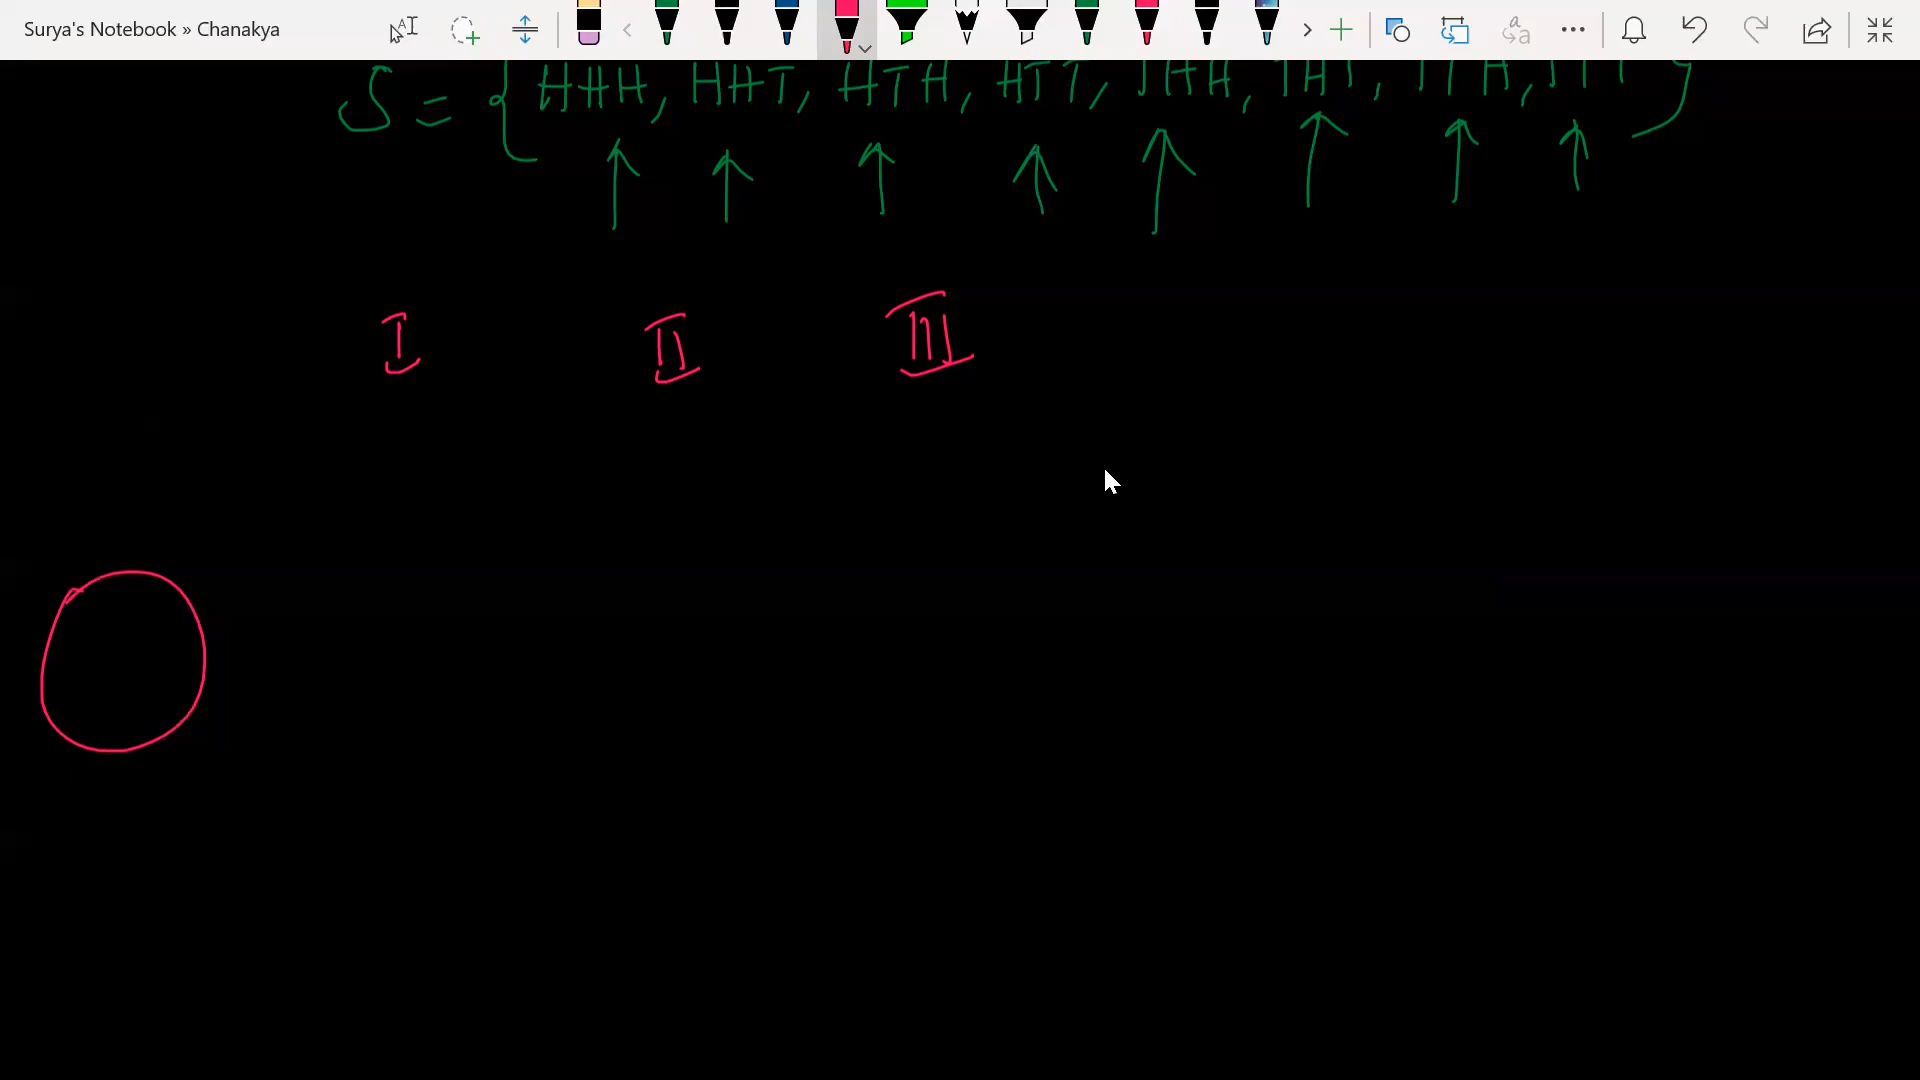 Surya's Notebook » Chanakya
S = { HHH, HHT, HTH, HTT, THH, THT, TTH, TTT }
I II III